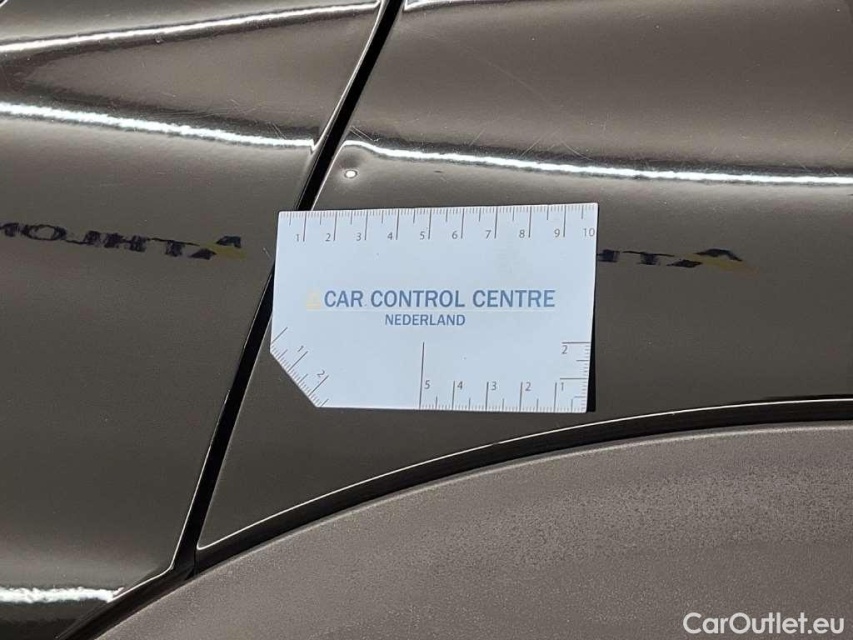 1 2 3 4 5 6 7 8 9 10
CAR CONTROL CENTRE
NEDERLAND
1 2
5 4 3 2 1
2
CarOutlet.eu